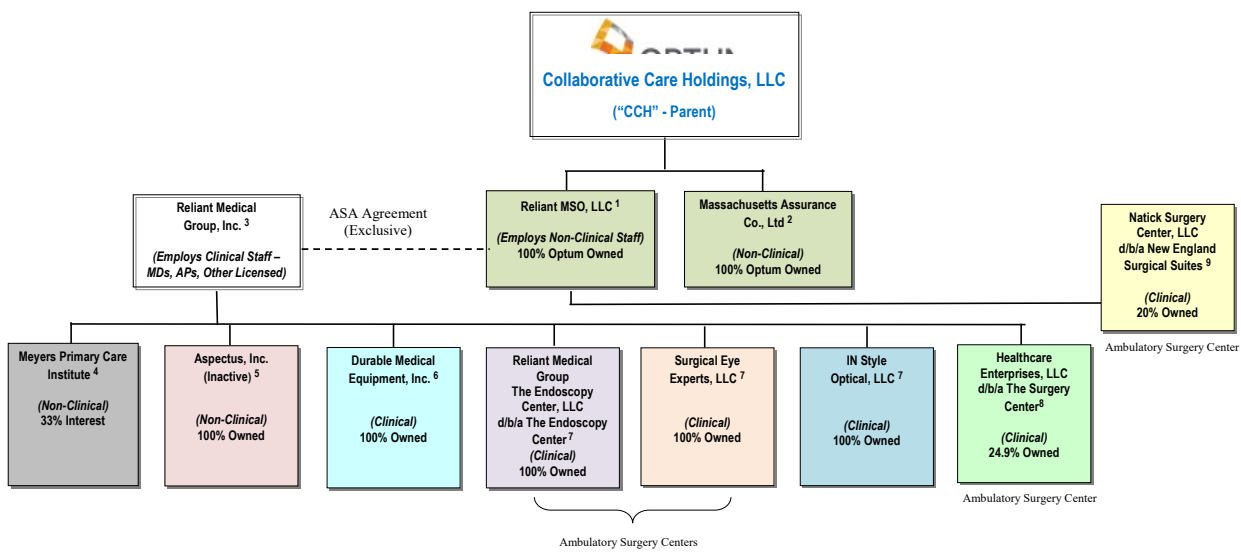 Collaborative Care Holdings, LLC
(“CCH” - Parent)
Reliant Medical
Group, Inc. 3
(Employs Clinical Staff –
MDs, APs, Other Licensed)
ASA Agreement
(Exclusive)
Reliant MSO, LLC 1
(Employs Non-Clinical Staff)
100% Optum Owned
Massachusetts Assurance
Co., Ltd 2
(Non-Clinical)
100% Optum Owned
Natick Surgery
Center, LLC
d/b/a New England
Surgical Suites 9
(Clinical)
20% Owned
Ambulatory Surgery Center
Meyers Primary Care
Institute 4
(Non-Clinical)
33% Interest
Aspectus, Inc.
(Inactive) 5
(Non-Clinical)
100% Owned
Durable Medical
Equipment, Inc. 6
(Clinical)
100% Owned
Reliant Medical
Group
The Endoscopy
Center, LLC
d/b/a The Endoscopy
Center7
(Clinical)
100% Owned
Surgical Eye
Experts, LLC 7
(Clinical)
100% Owned
IN Style
Optical, LLC 7
(Clinical)
100% Owned
Healthcare
Enterprises, LLC
d/b/a The Surgery
Center8
(Clinical)
24.9% Owned
Ambulatory Surgery Center
Ambulatory Surgery Centers